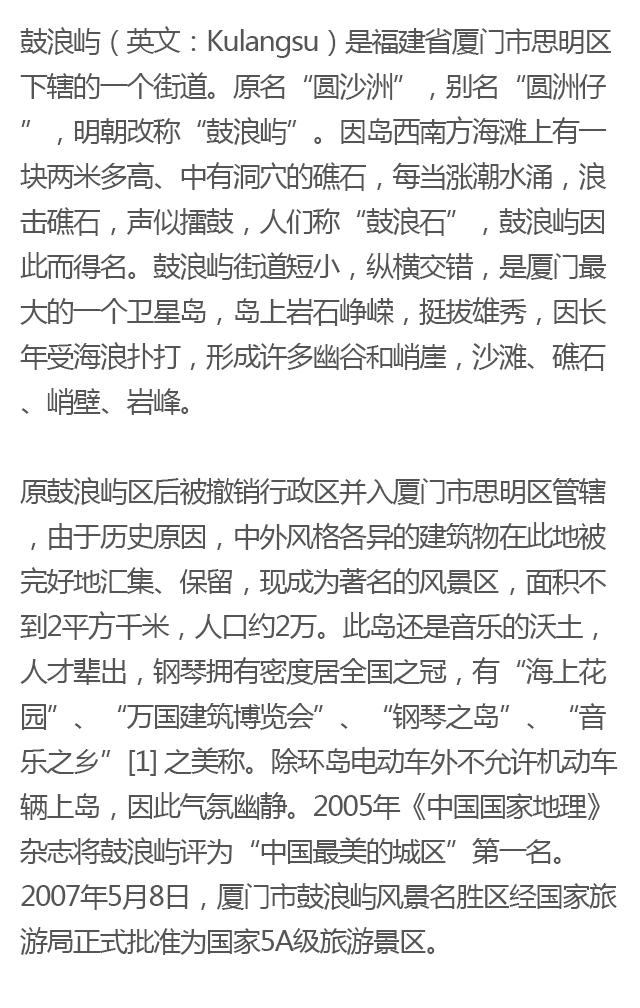 鼓浪屿（英文：Kulangsu）是福建省厦门市思明区
下辖的一个街道。原名“圆沙洲”，别名“圆洲仔
”，明朝改称“鼓浪屿”。因岛西南方海滩上有一
块两米多高、中有洞穴的礁石，每当涨潮水涌，浪
击礁石，声似擂鼓，人们称“鼓浪石”，鼓浪屿因
此而得名。鼓浪屿街道短小，纵横交错，是厦门最
大的一个卫星岛，岛上岩石峥嵘，挺拔雄秀，因长
年受海浪扑打，形成许多幽谷和峭崖，沙滩、礁石
、峭壁、岩峰。
原鼓浪屿区后被撤销行政区并入厦门市思明区管辖
，由于历史原因，中外风格各异的建筑物在此地被
完好地汇集、保留，现成为著名的风景区，面积不
到2平方千米，人口约2万。此岛还是音乐的沃土，
人才辈出，钢琴拥有密度居全国之冠，有“海上花
园”、“万国建筑博览会”、“钢琴之岛”、“音
乐之乡”[1] 之美称。除环岛电动车外不允许机动车
辆上岛，因此气氛幽静。2005年《中国国家地理》
杂志将鼓浪屿评为“中国最美的城区”第一名。
2007年5月8日，厦门市鼓浪屿风景名胜区经国家旅
游局正式批准为国家5A级旅游景区。